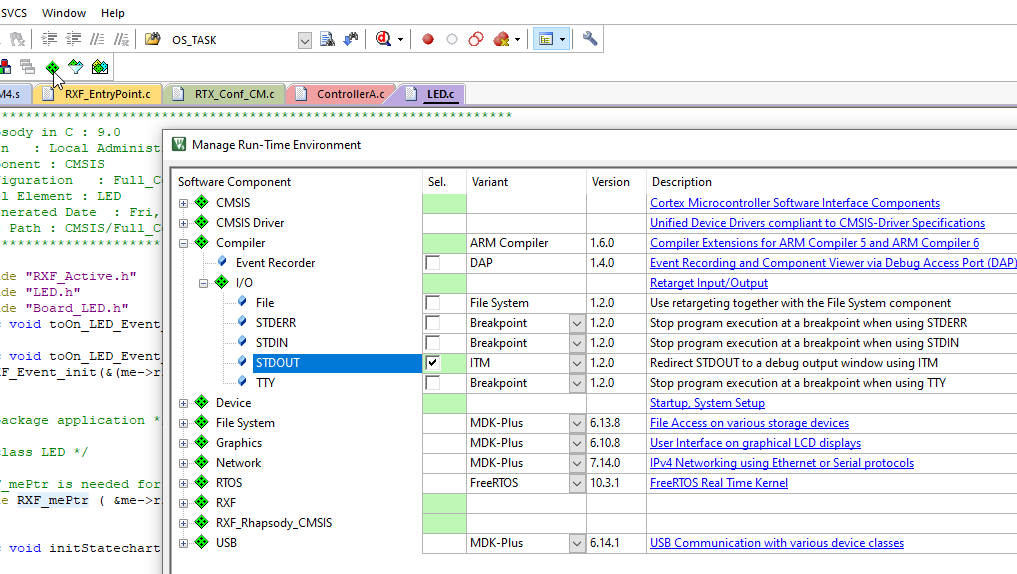 SVCS Window Help
OS_TASK
M4.s RXF_EntryPoint.c RTX_Conf_CM.c ControllerA.c LED.c
****************************************************************
sody in C : 9.0
n : Local Administ
onent : CMSIS
iguration : Full_C
l Element : LED
nerated Date : Fri,
Path : CMSIS/Full_C
*********************
de "RXF_Active.h"
de "LED.h"
de "Board_LED.h"
c void toOn_LED_Event_
c void toOn_LED_Event_
F_Event_init(&(me->r
package application *
class LED */
F_mePtr is needed for
e RXF_mePtr ( &me->r
c void initStatechart
Manage Run-Time Environment
Software Component Sel. Variant Version Description
CMSIS Cortex Microcontroller Software Interface Components
CMSIS Driver Unified Device Drivers compliant to CMSIS-Driver Specifications
Compiler ARM Compiler 1.6.0 Compiler Extensions for ARM Compiler 5 and ARM Compiler 6
Event Recorder DAP 1.4.0 Event Recording and Component Viewer via Debug Access Port (DAP)
I/O Retarget Input/Output
File File System 1.2.0 Use retargeting together with the File System component
STDERR Breakpoint 1.2.0 Stop program execution at a breakpoint when using STDERR
STDIN Breakpoint 1.2.0 Stop program execution at a breakpoint when using STDIN
STDOUT ITM 1.2.0 Redirect STDOUT to a debug output window using ITM
TTY Breakpoint 1.2.0 Stop program execution at a breakpoint when using TTY
Device Startup, System Setup
File System MDK-Plus 6.13.8 File Access on various storage devices
Graphics MDK-Plus 6.10.8 User Interface on graphical LCD displays
Network MDK-Plus 7.14.0 IPv4 Networking using Ethernet or Serial protocols
RTOS FreeRTOS 10.3.1 FreeRTOS Real Time Kernel
RXF
RXF_Rhapsody_CMSIS
USB MDK-Plus 6.14.1 USB Communication with various device classes